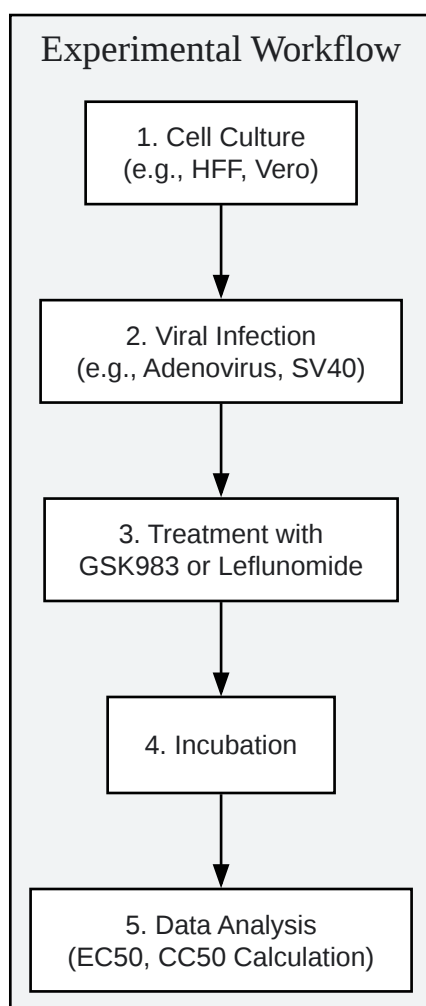 Experimental Workflow
1. Cell Culture
(e.g., HFF, Vero)
2. Viral Infection
(e.g., Adenovirus, SV40)
3. Treatment with
GSK983 or Leflunomide
4. Incubation
5. Data Analysis
(EC50, CC50 Calculation)